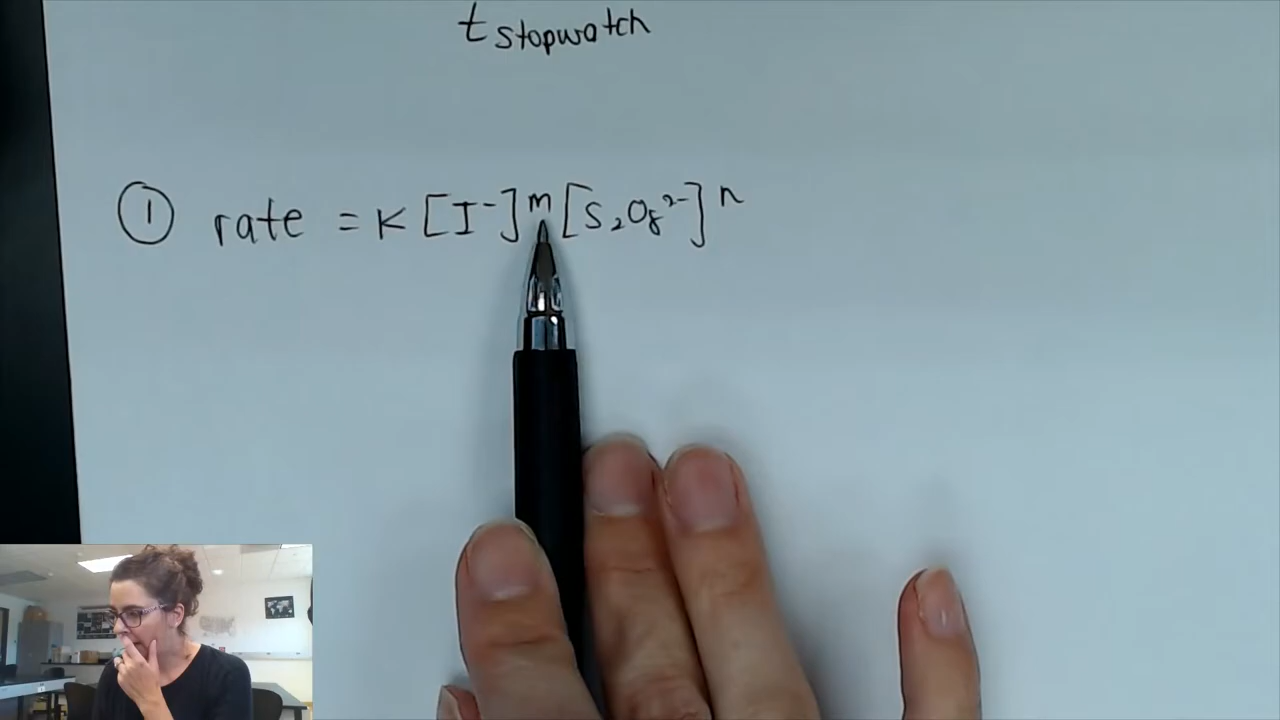 t stopwatch
① rate = K [I⁻]ᵐ [S₂O₈²⁻]ⁿ